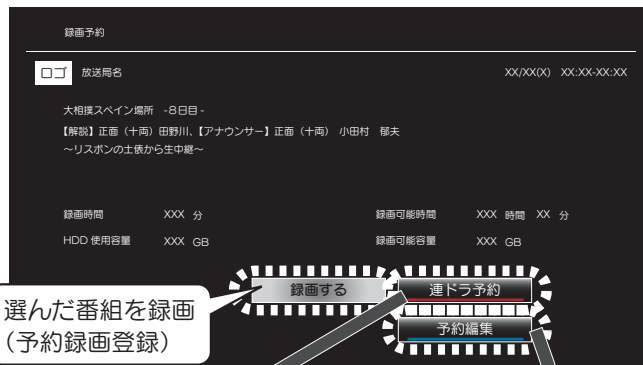 録画予約
ロゴ 放送局名 XX/XX(X) XX:XX-XX:XX
大相撲スペイン場所 -8日目-
【解説】正面（十両）田野川、【アナウンサー】正面（十両） 小田村 郁夫
～リスボンの土俵から生中継～
録画時間 XXX 分 録画可能時間 XXX 時間 XX 分
HDD 使用容量 XXX GB 録画可能容量 XXX GB
録画する 連ドラ予約
選んだ番組を録画
（予約録画登録）
予約編集